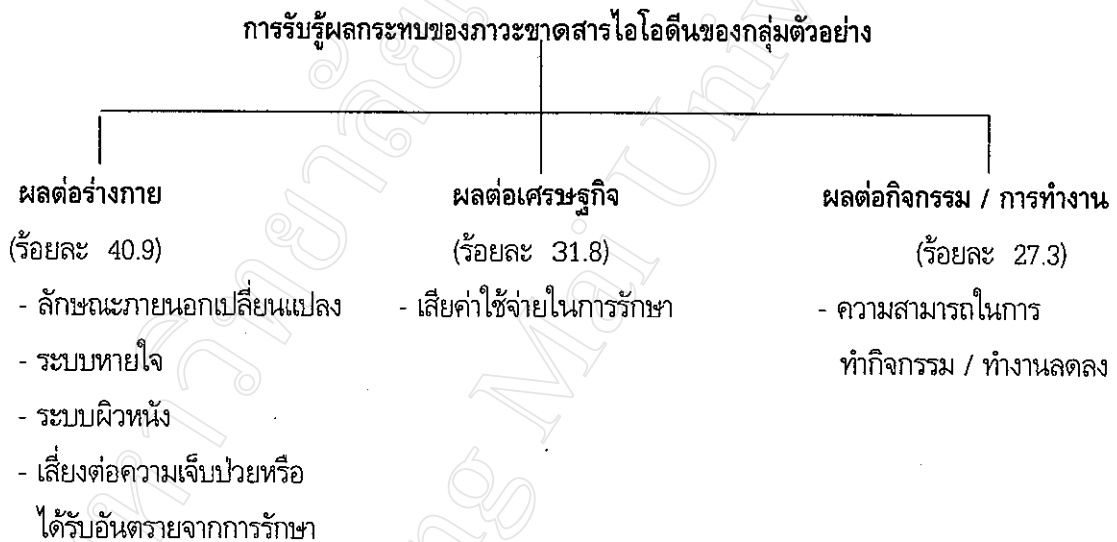 การรับรู้ผลกระทบของภาวะขาดสารไอโอดีนของกลุ่มตัวอย่าง
ผลต่อร่างกาย
(ร้อยละ 40.9)
- ลักษณะภายนอกเปลี่ยนแปลง
- ระบบหายใจ
- ระบบผิวหนัง
- เสี่ยงต่อความเจ็บป่วยหรือ
ได้รับอันตรายจากการรักษา
ผลต่อเศรษฐกิจ
(ร้อยละ 31.8)
- เสียค่าใช้จ่ายในการรักษา
ผลต่อกิจกรรม / การทำงาน
(ร้อยละ 27.3)
- ความสามารถในการ
ทำกิจกรรม / ทำงานลดลง